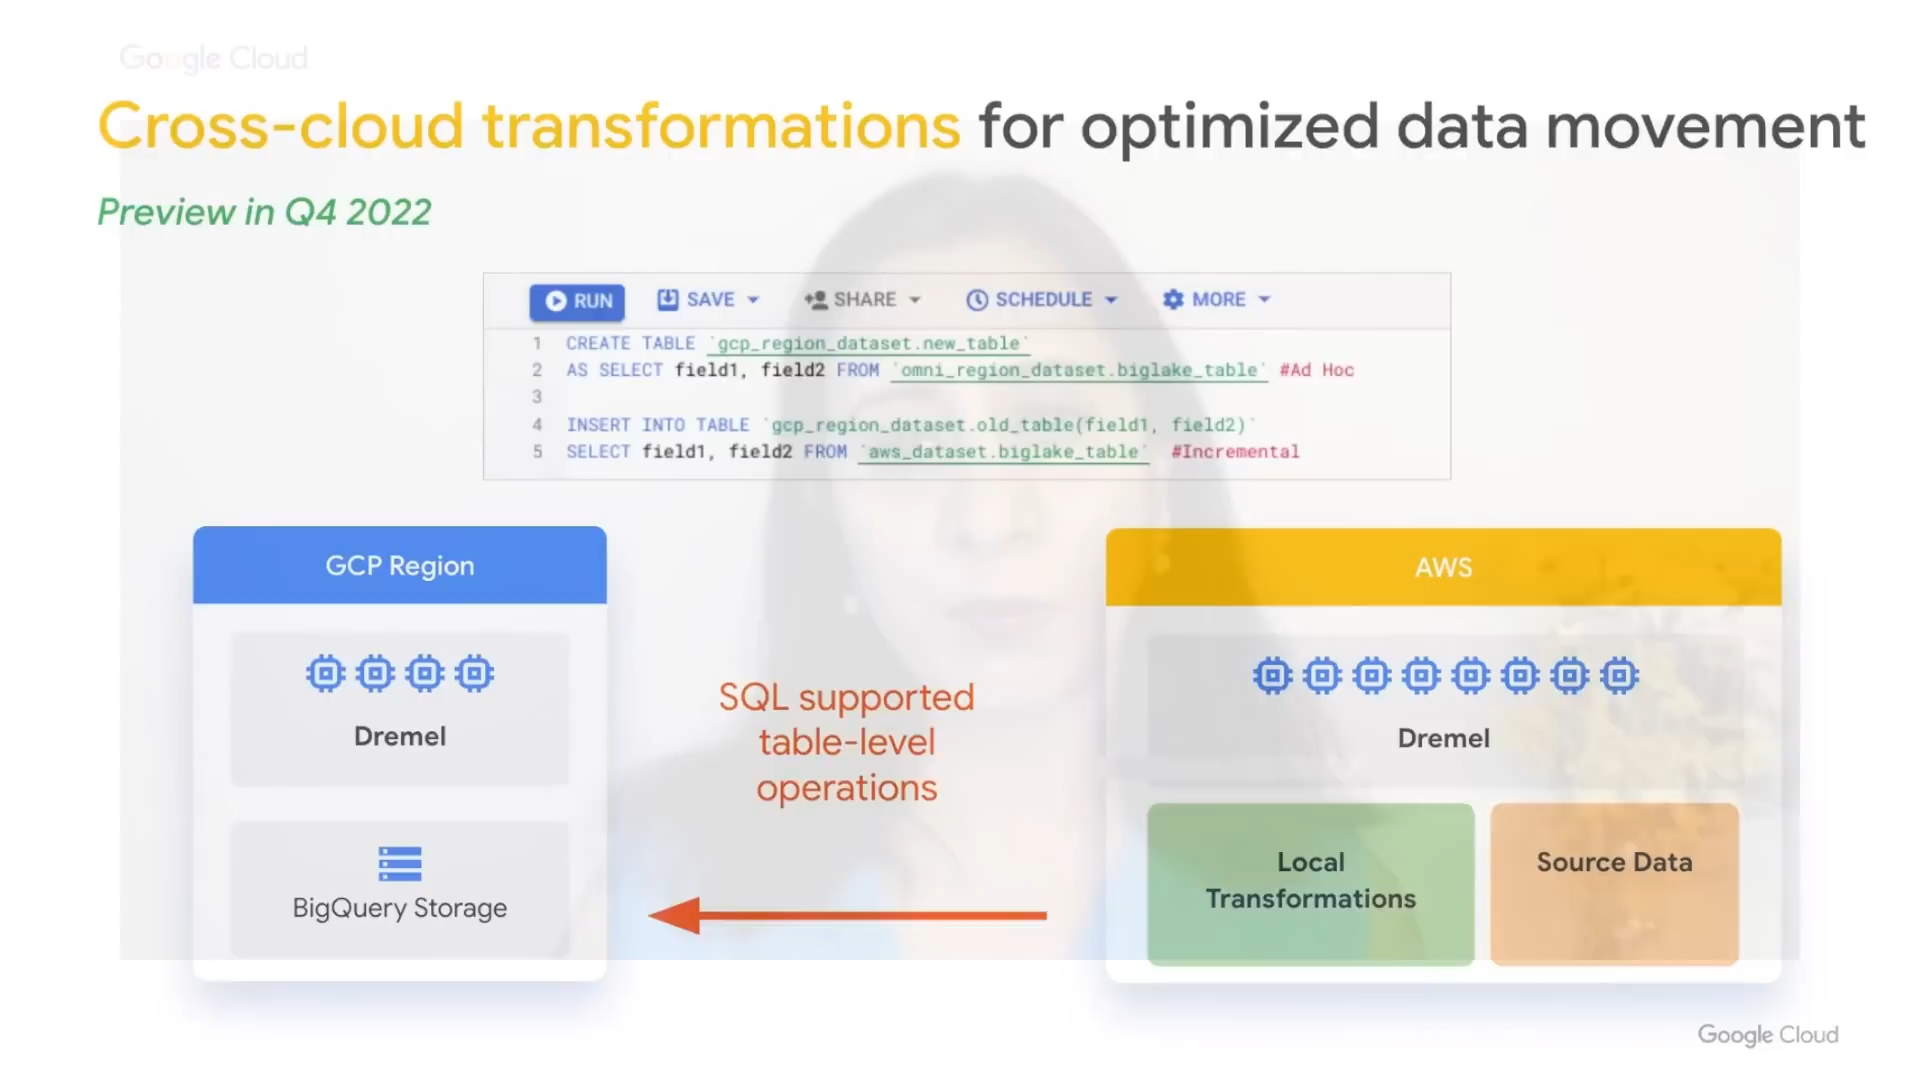 Google Cloud
Cross-cloud transformations for optimized data movement
Preview in Q4 2022
RUN SAVE SHARE SCHEDULE MORE
1 CREATE TABLE `gcp_region_dataset.new_table`
2 AS SELECT field1, field2 FROM `omni_region_dataset.biglake_table` #Ad Hoc
3
4 INSERT INTO TABLE `gcp_region_dataset.old_table(field1, field2)`
5 SELECT field1, field2 FROM `aws_dataset.biglake_table` #Incremental
GCP Region
Dremel
BigQuery Storage
SQL supported
table-level
operations
AWS
Dremel
Local
Transformations
Source Data
Google Cloud